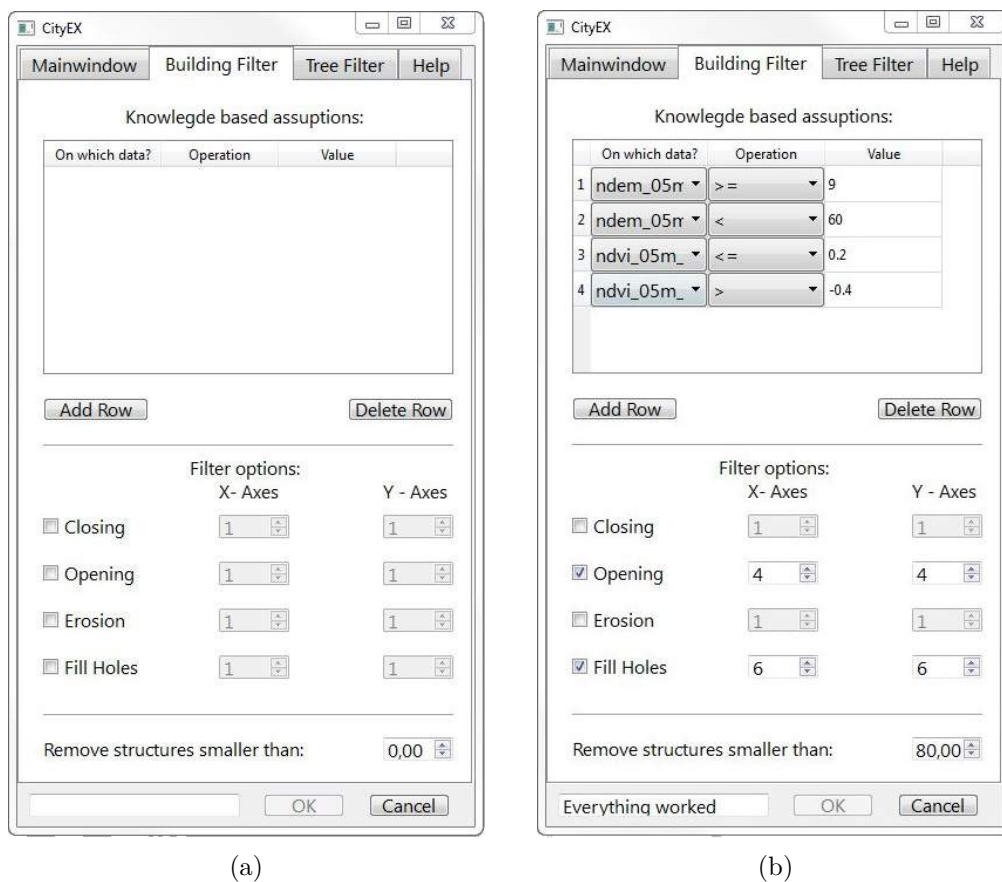 CityEX
Mainwindow Building Filter Tree Filter Help
Knowlegde based assuptions:
On which data? Operation Value
Add Row Delete Row
Filter options:
X- Axes Y - Axes
Closing 1 1
Opening 1 1
Erosion 1 1
Fill Holes 1 1
Remove structures smaller than: 0,00
OK Cancel
(a)
CityEX
Mainwindow Building Filter Tree Filter Help
Knowlegde based assuptions:
On which data? Operation Value
1 ndem_05m >= 9
2 ndem_05m < 60
3 ndvi_05m_ <= 0.2
4 ndvi_05m_ > -0.4
Add Row Delete Row
Filter options:
X- Axes Y - Axes
Closing 1 1
Opening 4 4
Erosion 1 1
Fill Holes 6 6
Remove structures smaller than: 80,00
Everything worked OK Cancel
(b)